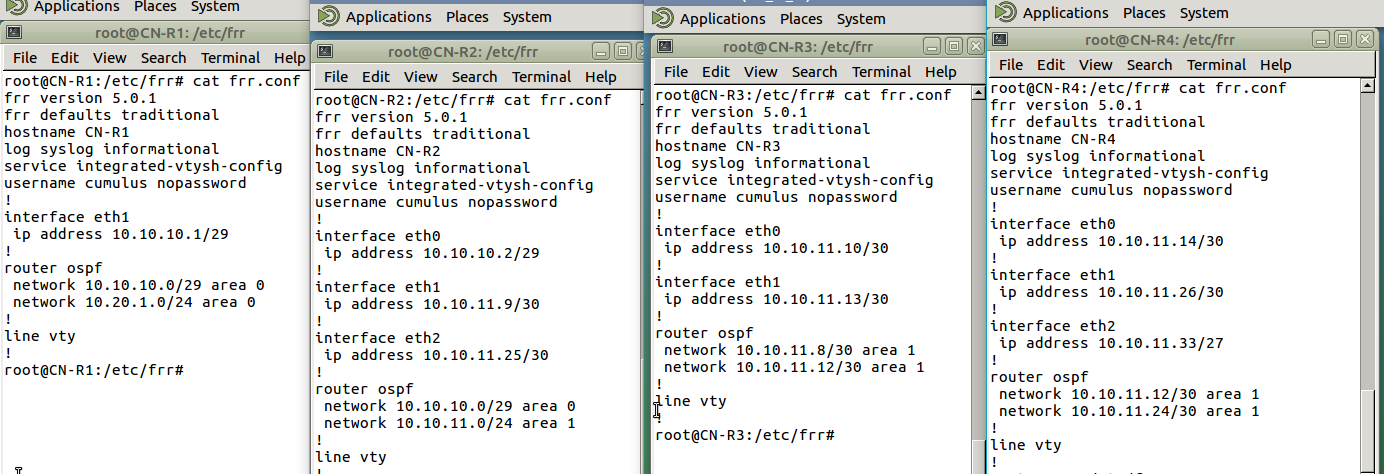 Applications Places System
root@CN-R1: /etc/frr
File Edit View Search Terminal Help
root@CN-R1:/etc/frr# cat frr.conf
frr version 5.0.1
frr defaults traditional
hostname CN-R1
log syslog informational
service integrated-vtysh-config
username cumulus nopassword
!
interface eth1
 ip address 10.10.10.1/29
!
router ospf
 network 10.10.10.0/29 area 0
 network 10.20.1.0/24 area 0
!
line vty
!
root@CN-R1:/etc/frr#
Applications Places System
root@CN-R2: /etc/frr
File Edit View Search Terminal Help
root@CN-R2:/etc/frr# cat frr.conf
frr version 5.0.1
frr defaults traditional
hostname CN-R2
log syslog informational
service integrated-vtysh-config
username cumulus nopassword
!
interface eth0
 ip address 10.10.10.2/29
!
interface eth1
 ip address 10.10.11.9/30
!
interface eth2
 ip address 10.10.11.25/30
!
router ospf
 network 10.10.10.0/29 area 0
 network 10.10.11.0/24 area 1
!
line vty
!
Applications Places System
root@CN-R3: /etc/frr
File Edit View Search Terminal Help
root@CN-R3:/etc/frr# cat frr.conf
frr version 5.0.1
frr defaults traditional
hostname CN-R3
log syslog informational
service integrated-vtysh-config
username cumulus nopassword
!
interface eth0
 ip address 10.10.11.10/30
!
interface eth1
 ip address 10.10.11.13/30
!
router ospf
 network 10.10.11.8/30 area 1
 network 10.10.11.12/30 area 1
!
line vty
!
root@CN-R3:/etc/frr#
Applications Places System
root@CN-R4: /etc/frr
File Edit View Search Terminal Help
root@CN-R4:/etc/frr# cat frr.conf
frr version 5.0.1
frr defaults traditional
hostname CN-R4
log syslog informational
service integrated-vtysh-config
username cumulus nopassword
!
interface eth0
 ip address 10.10.11.14/30
!
interface eth1
 ip address 10.10.11.26/30
!
interface eth2
 ip address 10.10.11.33/27
!
router ospf
 network 10.10.11.12/30 area 1
 network 10.10.11.24/30 area 1
!
line vty
!